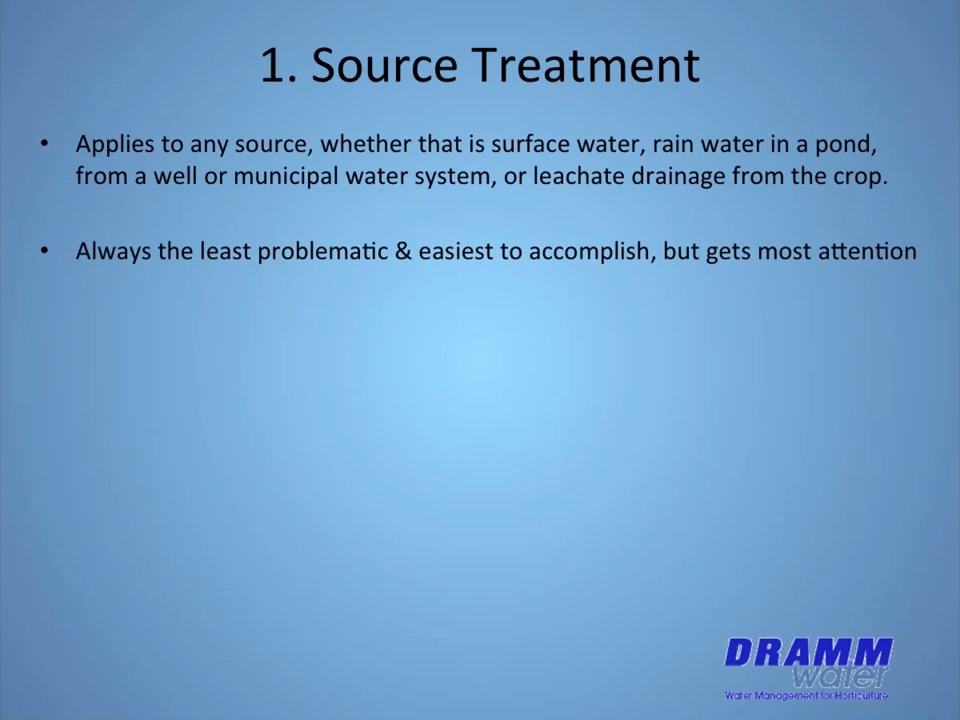 1. Source Treatment
• Applies to any source, whether that is surface water, rain water in a pond,
from a well or municipal water system, or leachate drainage from the crop.
• Always the least problematic & easiest to accomplish, but gets most attention
DRAMM
water
Water Management for Horticulture